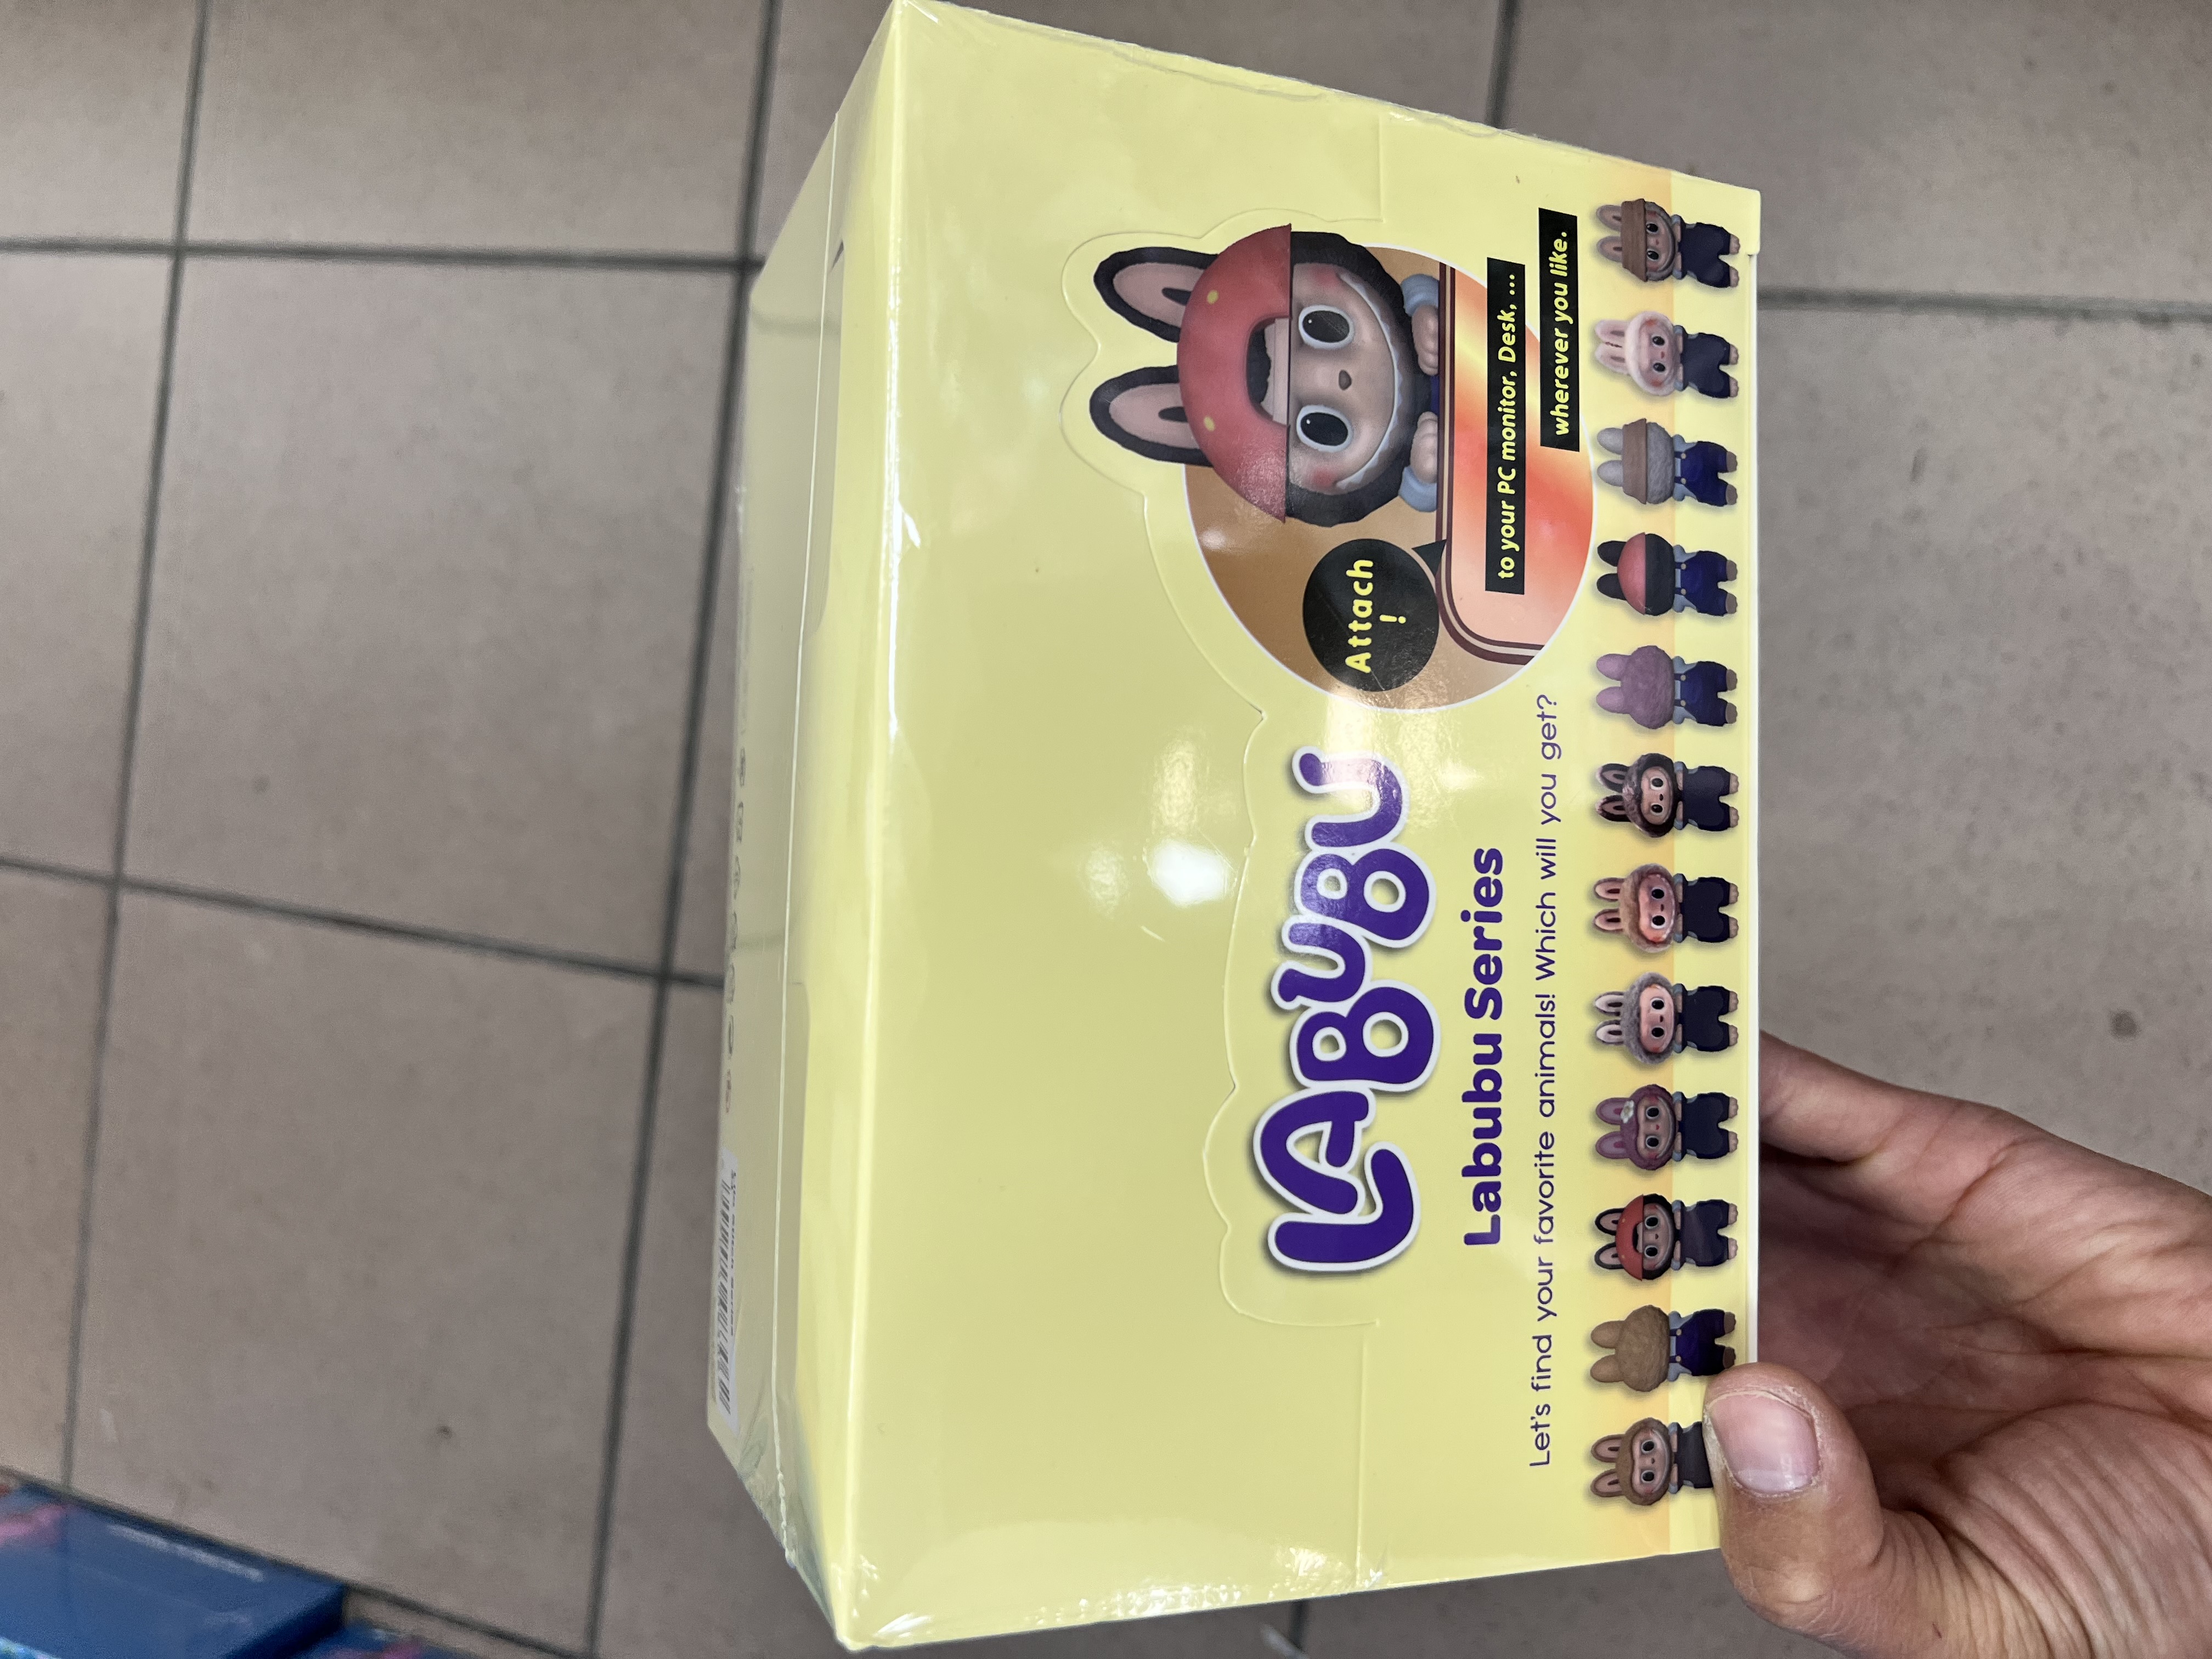 Attach
!
to your PC monitor, Desk, ...
wherever you like.
LABUBU
Labubu Series
Let's find your favorite animals! Which will you get?